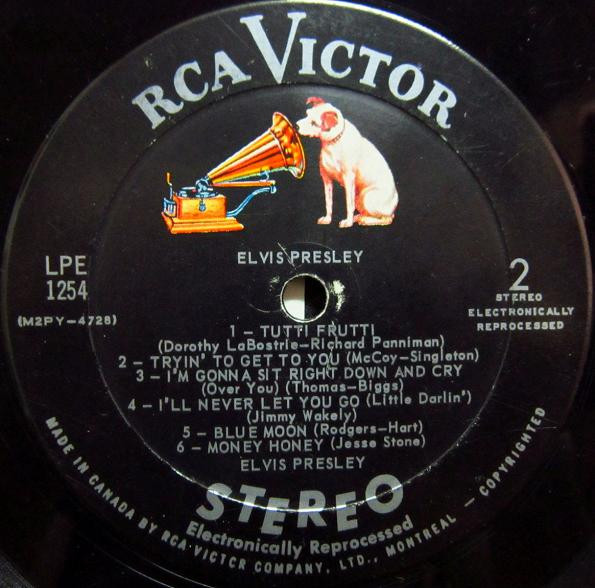 RCA VICTOR
ELVIS PRESLEY
LPE
1254
(M2PY-4728)
2
STEREO
ELECTRONICALLY
REPROCESSED
1 - TUTTI FRUTTI
(Dorothy LaBostrie-Richard Panniman)
2 - TRYIN' TO GET TO YOU (McCoy-Singleton)
3 - I'M GONNA SIT RIGHT DOWN AND CRY
(Over You) (Thomas-Biggs)
4 - I'LL NEVER LET YOU GO (Little Darlin')
(Jimmy Wakely)
5 - BLUE MOON (Rodgers-Hart)
6 - MONEY HONEY (Jesse Stone)
ELVIS PRESLEY
STEREO
Electronically Reprocessed
MADE IN CANADA BY RCA VICTOR COMPANY, LTD., MONTREAL — COPYRIGHTED